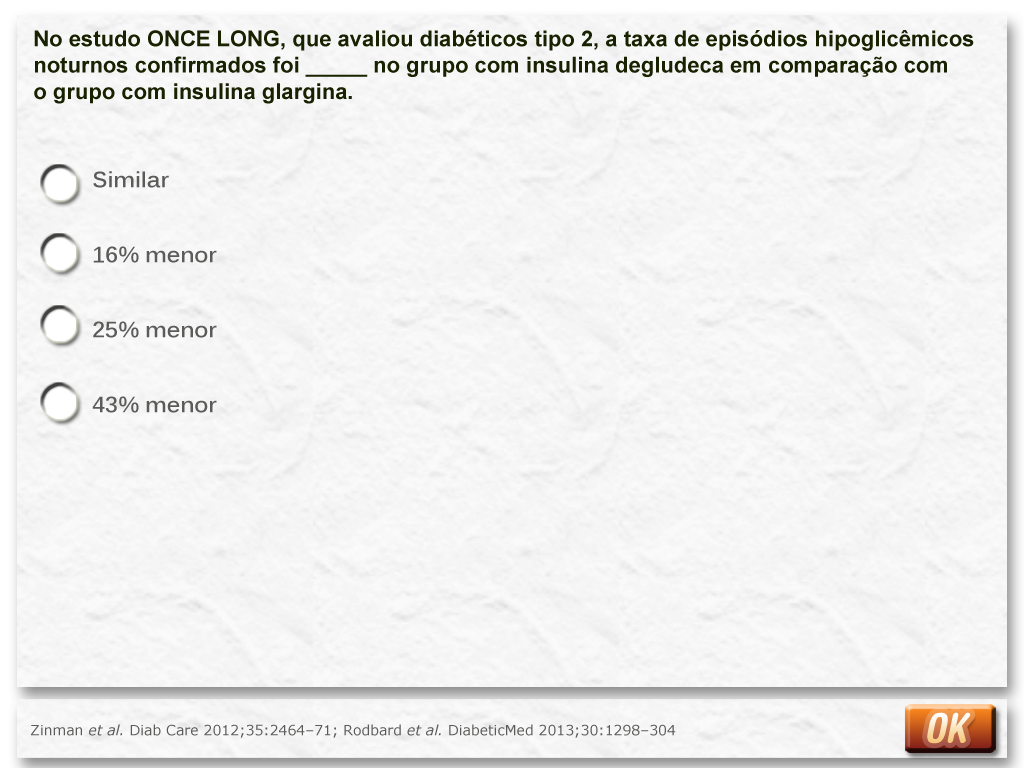 No estudo ONCE LONG, que avaliou diabéticos tipo 2, a taxa de episódios hipoglicêmicos
noturnos confirmados foi _____ no grupo com insulina degludeca em comparação com
o grupo com insulina glargina.
Similar
16% menor
25% menor
43% menor
Zinman et al. Diab Care 2012;35:2464–71; Rodbard et al. DiabeticMed 2013;30:1298–304
OK